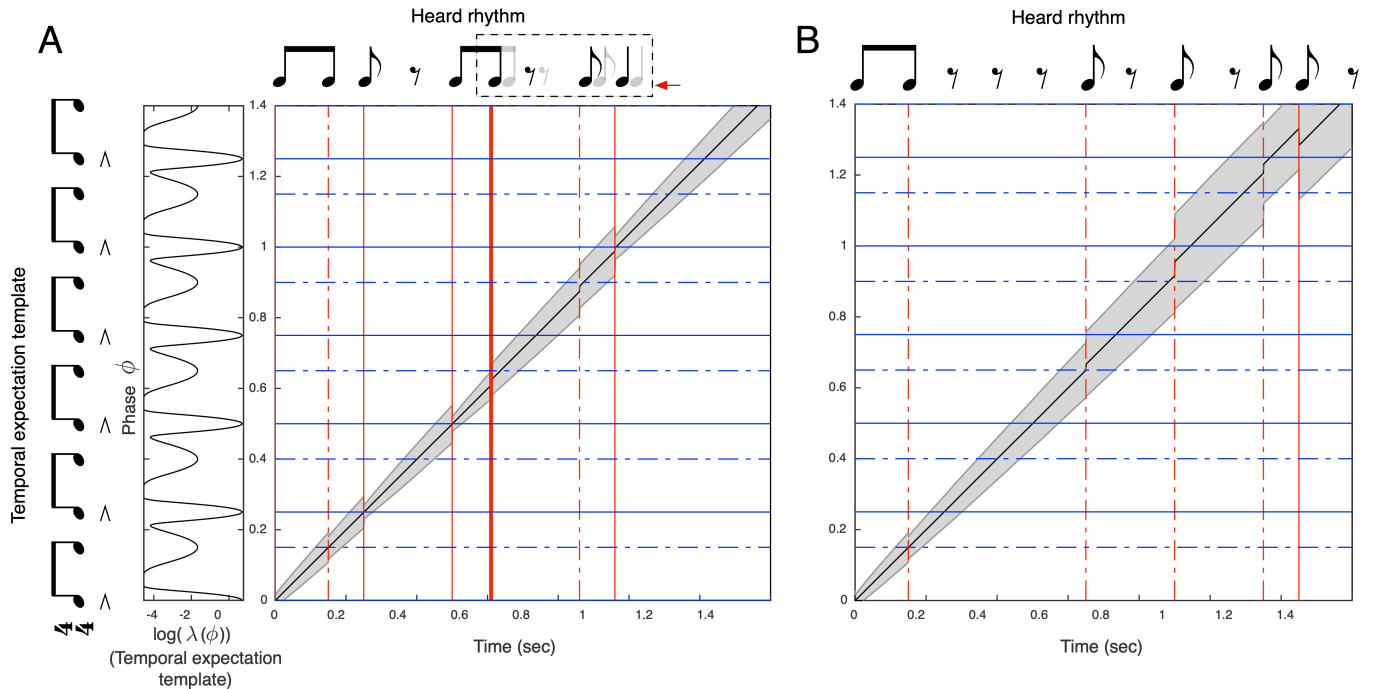 Heard rhythm
Heard rhythm
A
B
Temporal expectation template
Phase ϕ
1.4
1.2
1
0.8
0.6
0.4
0.2
0
-4 -2 0
log( λ(ϕ))
(Temporal expectation
template)
0 0.2 0.4 0.6 0.8 1 1.2 1.4
Time (sec)
1.4
1.2
1
0.8
0.6
0.4
0.2
0
0 0.2 0.4 0.6 0.8 1 1.2 1.4
Time (sec)
4
4